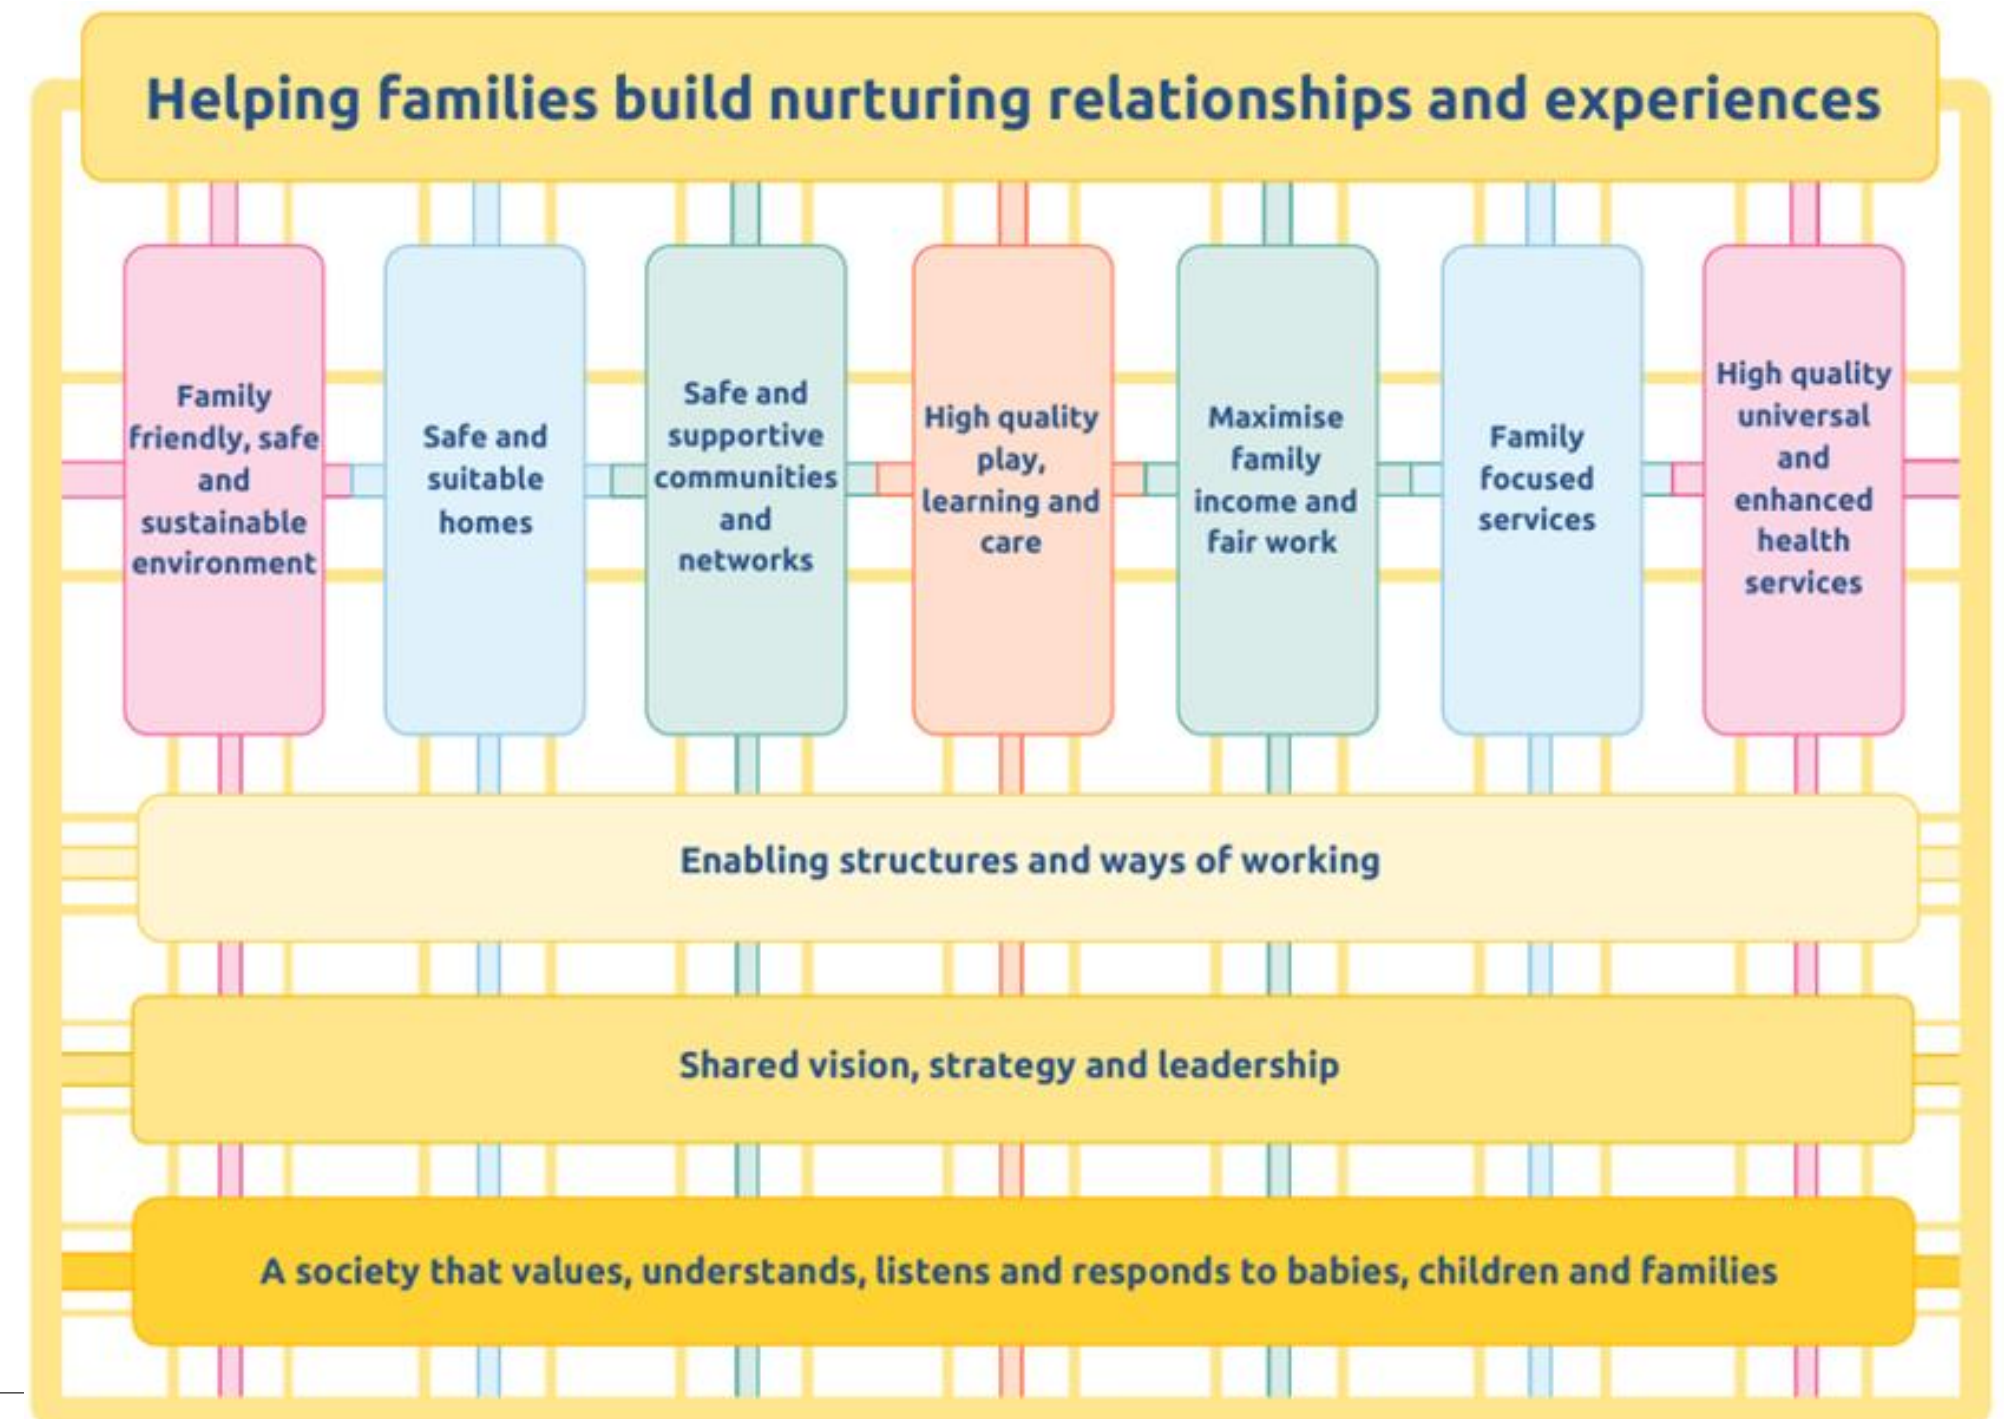 Helping families build nurturing relationships and experiences
Family
friendly, safe
and
sustainable
environment
Safe and
suitable
homes
Safe and
supportive
communities
and
networks
High quality
play,
learning and
care
Maximise
family
income and
fair work
Family
focused
services
High quality
universal
and
enhanced
health
services
Enabling structures and ways of working
Shared vision, strategy and leadership
A society that values, understands, listens and responds to babies, children and families